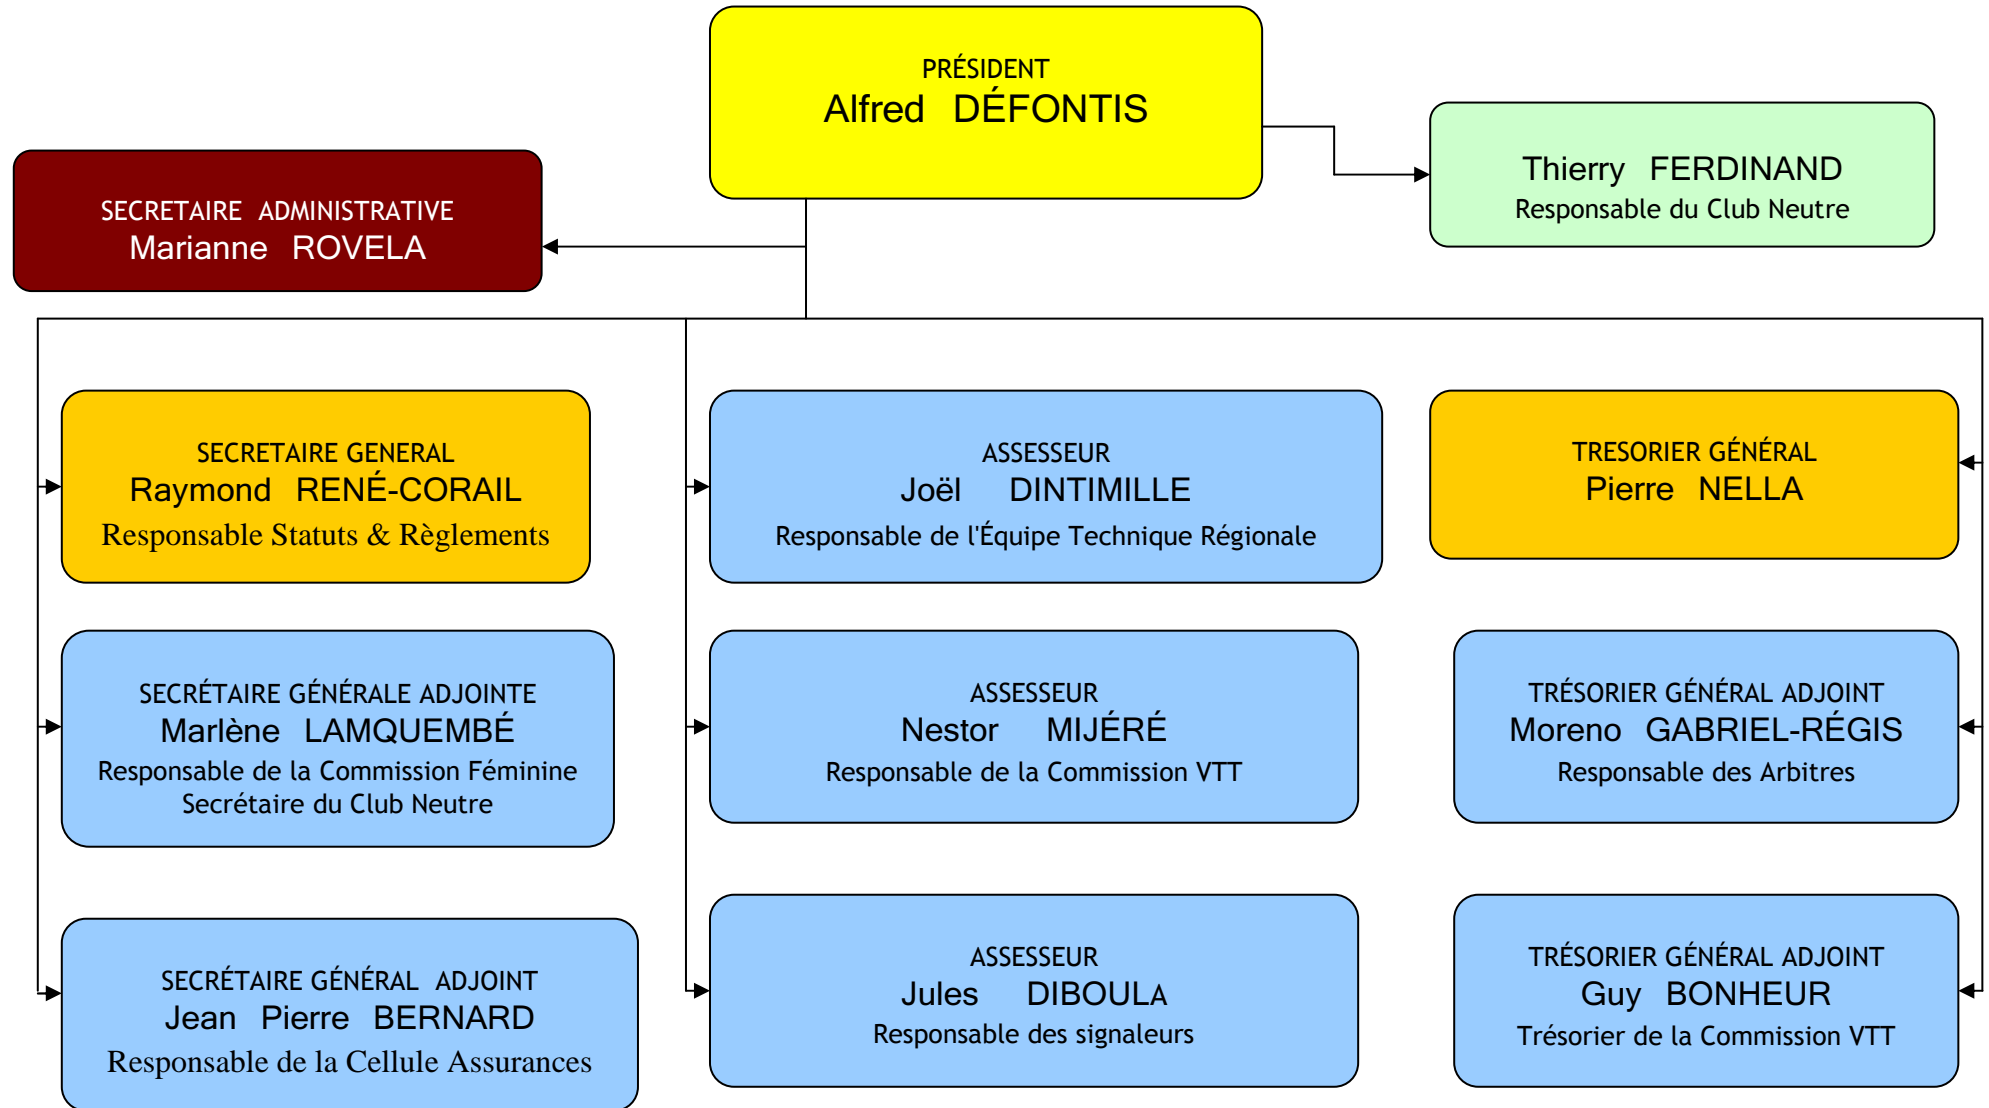 PRÉSIDENT
Alfred DÉFONTIS
Thierry FERDINAND
Responsable du Club Neutre
SECRETAIRE ADMINISTRATIVE
Marianne ROVELA
SECRETAIRE GENERAL
Raymond RENÉ-CORAIL
Responsable Statuts & Règlements
ASSESSEUR
Joël DINTIMILLE
Responsable de l'Équipe Technique Régionale
TRESORIER GÉNÉRAL
Pierre NELLA
SECRÉTAIRE GÉNÉRALE ADJOINTE
Marlène LAMQUEMBÉ
Responsable de la Commission Féminine
Secrétaire du Club Neutre
ASSESSEUR
Nestor MIJÉRÉ
Responsable de la Commission VTT
TRÉSORIER GÉNÉRAL ADJOINT
Moreno GABRIEL-RÉGIS
Responsable des Arbitres
SECRÉTAIRE GÉNÉRAL ADJOINT
Jean Pierre BERNARD
Responsable de la Cellule Assurances
ASSESSEUR
Jules DIBOULA
Responsable des signaleurs
TRÉSORIER GÉNÉRAL ADJOINT
Guy BONHEUR
Trésorier de la Commission VTT